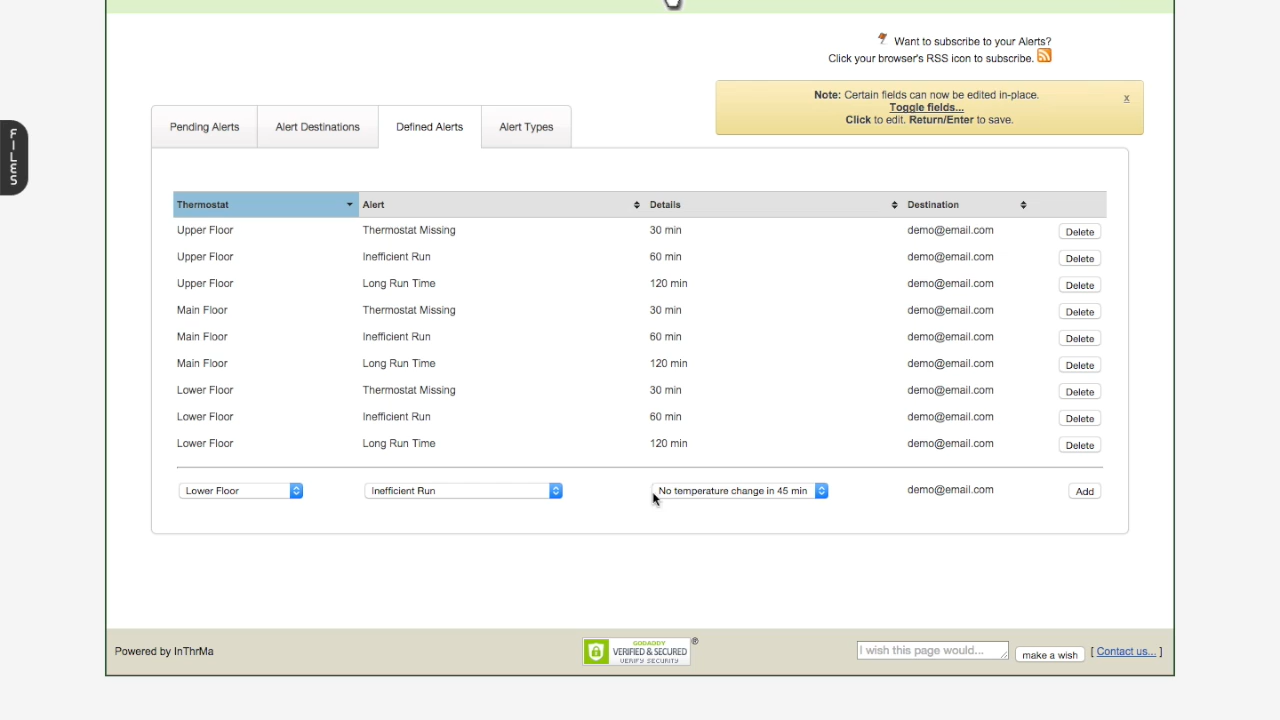 Want to subscribe to your Alerts?
Click your browser's RSS icon to subscribe.
Note: Certain fields can now be edited in-place.
x
Toggle fields...
Click to edit. Return/Enter to save.
FILES
Pending Alerts
Alert Destinations
Defined Alerts
Alert Types
Thermostat Alert Details Destination
Upper Floor Thermostat Missing 30 min demo@email.com Delete
Upper Floor Inefficient Run 60 min demo@email.com Delete
Upper Floor Long Run Time 120 min demo@email.com Delete
Main Floor Thermostat Missing 30 min demo@email.com Delete
Main Floor Inefficient Run 60 min demo@email.com Delete
Main Floor Long Run Time 120 min demo@email.com Delete
Lower Floor Thermostat Missing 30 min demo@email.com Delete
Lower Floor Inefficient Run 60 min demo@email.com Delete
Lower Floor Long Run Time 120 min demo@email.com Delete
Lower Floor Inefficient Run No temperature change in 45 min demo@email.com Add
Powered by InThrMa
GODADDY
VERIFIED & SECURED
VERIFY SECURITY
®
I wish this page would...
make a wish
[ Contact us... ]